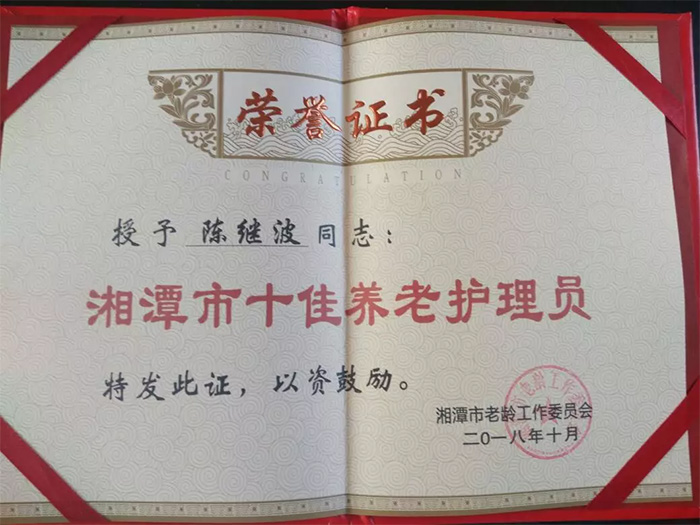 荣誉证书
CONGRATULATION
授予 陈继波 同志：
湘潭市十佳养老护理员
特发此证，以资鼓励。
湘潭市老龄工作委员会
二〇一八年十月